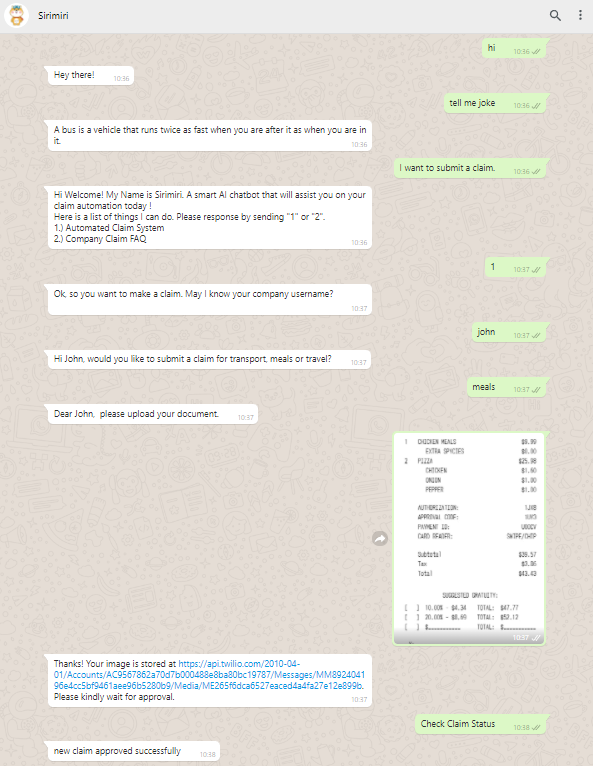 Sirimiri
hi
10:36
Hey there!
10:36
tell me joke
10:36
A bus is a vehicle that runs twice as fast when you are after it as when you are in
it.
10:36
I want to submit a claim.
10:36
Hi Welcome! My Name is Sirimiri. A smart AI chatbot that will assist you on your
claim automation today !
Here is a list of things I can do. Please response by sending "1" or "2".
1.) Automated Claim System
2.) Company Claim FAQ
10:36
1
10:37
Ok, so you want to make a claim. May I know your company username?
10:37
john
10:37
Hi John, would you like to submit a claim for transport, meals or travel?
10:37
meals
10:37
Dear John, please upload your document.
10:37
1 CHICKEN MEALS $9.99
EXTRA SPYCIES $0.00
2 PIZZA $25.98
CHICKEN $1.60
ONION $1.00
PEPPER $1.00
AUTHORIZATION:
APPROVAL CODE:
PAYMENT ID:
CARD READER: SWIPE/CHIP
Subtotal $39.57
Tax $3.86
Total $43.43
SUGGESTED GRATUITY:
[ ] 10.00% - $4.34 TOTAL: $47.77
[ ] 20.00% - $8.69 TOTAL: $52.12
[ ] $ TOTAL: $
10:37
Thanks! Your image is stored at https://api.twilio.com/2010-04-
01/Accounts/AC9567862a70d7b000488e8ba80bc19787/Messages/MM8924041
96e4cc5bf9461aee96b5280b9/Media/ME265f6dca6527eaced4a4fa27e12e899b.
Please kindly wait for approval.
10:37
Check Claim Status
10:38
new claim approved successfully
10:38